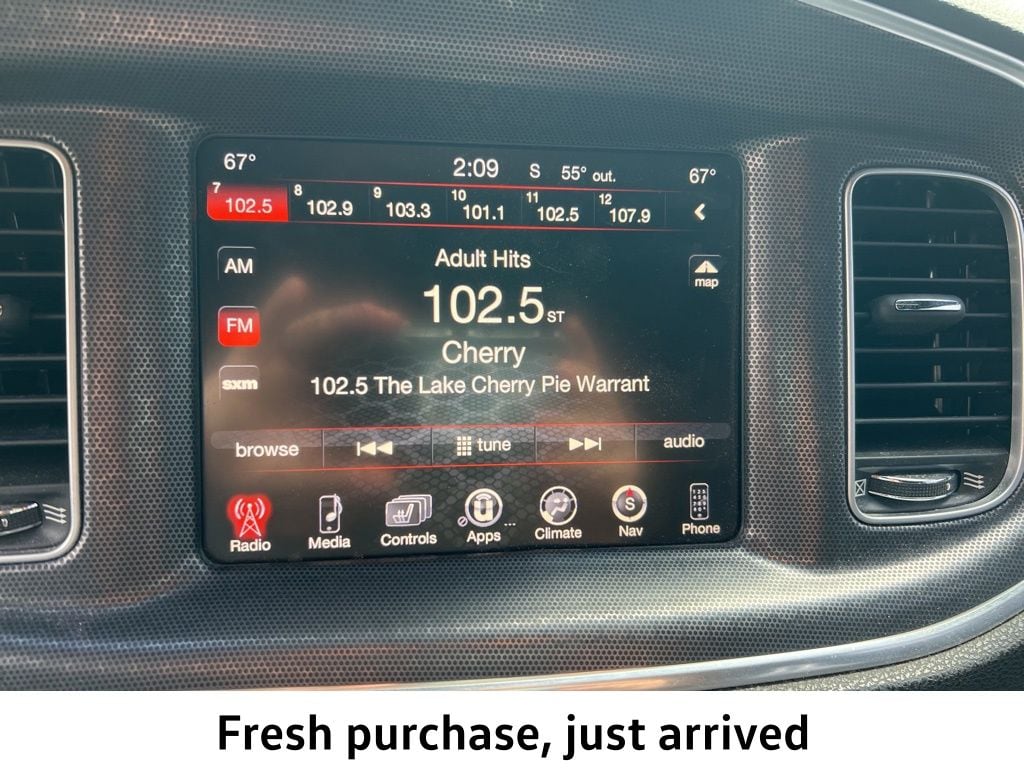 67° 2:09 S 55° out. 67°
7 102.5 8 102.9 9 103.3 10 101.1 11 102.5 12 107.9
AM Adult Hits
map
FM 102.5 ST
Cherry
sxm 102.5 The Lake Cherry Pie Warrant
browse tune audio
S
Radio Media Controls Apps ... Climate Nav Phone
Fresh purchase, just arrived